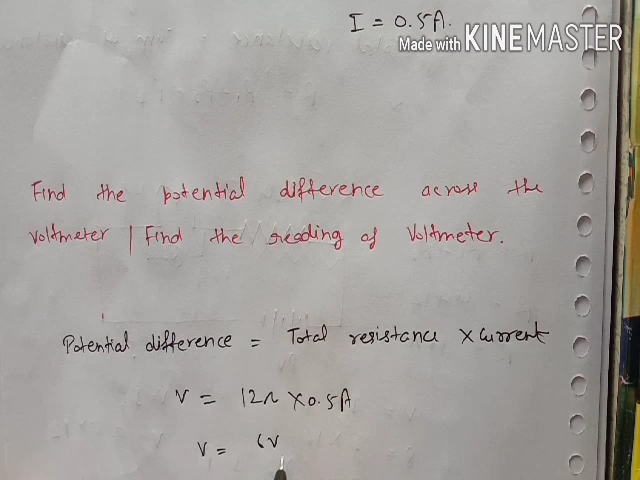 I = 0.5A.
Made with KINEMASTER
Find the potential difference across the
Voltmeter | Find the reading of Voltmeter.
Potential difference = Total resistance × Current
V = 12Ω × 0.5A
V = 6V